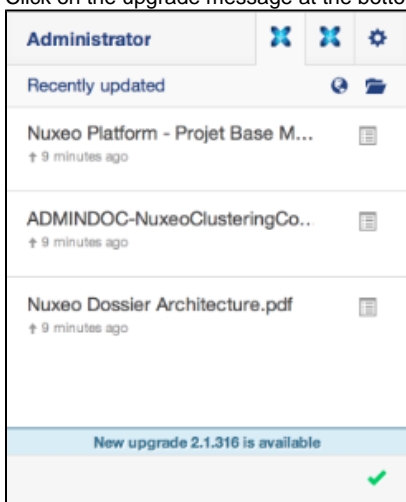 Click on the upgrade message at the botto
Administrator
Recently updated
Nuxeo Platform - Projet Base M...
↑ 9 minutes ago
ADMINDOC-NuxeoClusteringCo...
↑ 9 minutes ago
Nuxeo Dossier Architecture.pdf
↑ 9 minutes ago
New upgrade 2.1.316 is available